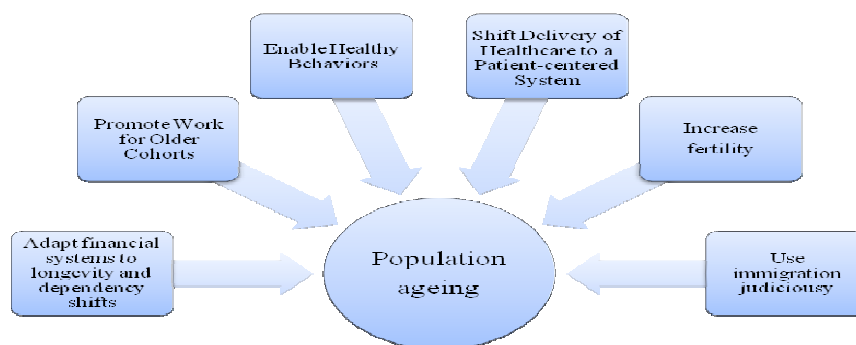 Adapt financial
systems to
longevity and
dependency
shifts
Promote Work
for Older
Cohorts
Enable Healthy
Behaviors
Shift Delivery of
Healthcare to a
Patient-centered
System
Increase
fertility
Use
immigration
judiciousy
Population
ageing